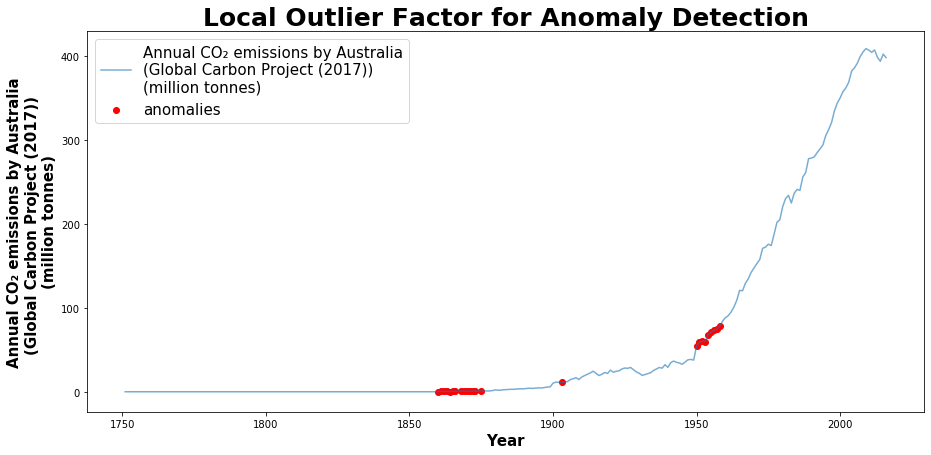 Local Outlier Factor for Anomaly Detection
Annual CO₂ emissions by Australia
(Global Carbon Project (2017))
(million tonnes)
anomalies
Annual CO₂ emissions by Australia
(Global Carbon Project (2017))
(million tonnes)
400
300
200
100
0
1750
1800
1850
1900
1950
2000
Year